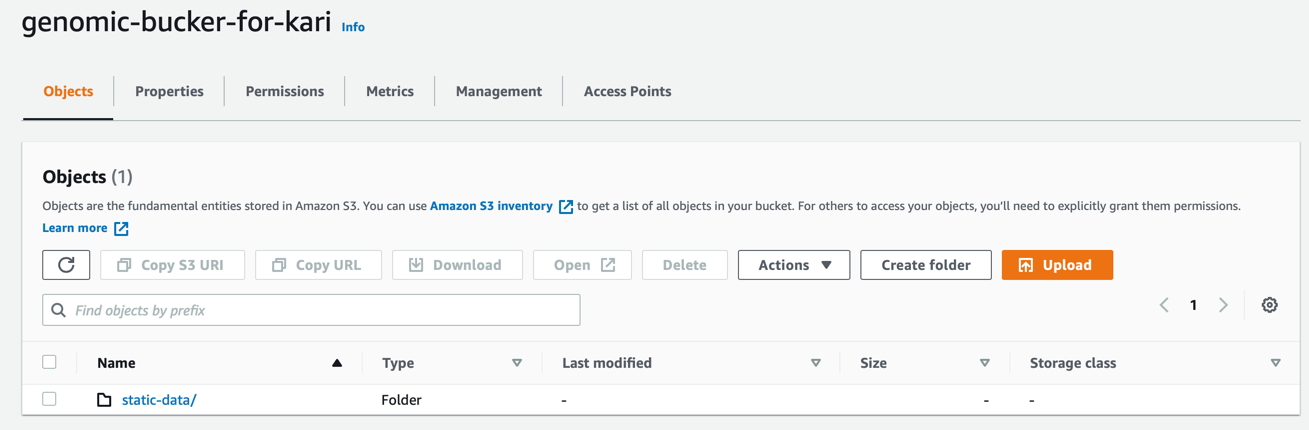 genomic-bucker-for-kari Info
Objects Properties Permissions Metrics Management Access Points
Objects (1)
Objects are the fundamental entities stored in Amazon S3. You can use Amazon S3 inventory to get a list of all objects in your bucket. For others to access your objects, you'll need to explicitly grant them permissions.
Learn more
Copy S3 URI Copy URL Download Open Delete Actions Create folder Upload
Find objects by prefix 1
Name Type Last modified Size Storage class
static-data/ Folder - - -